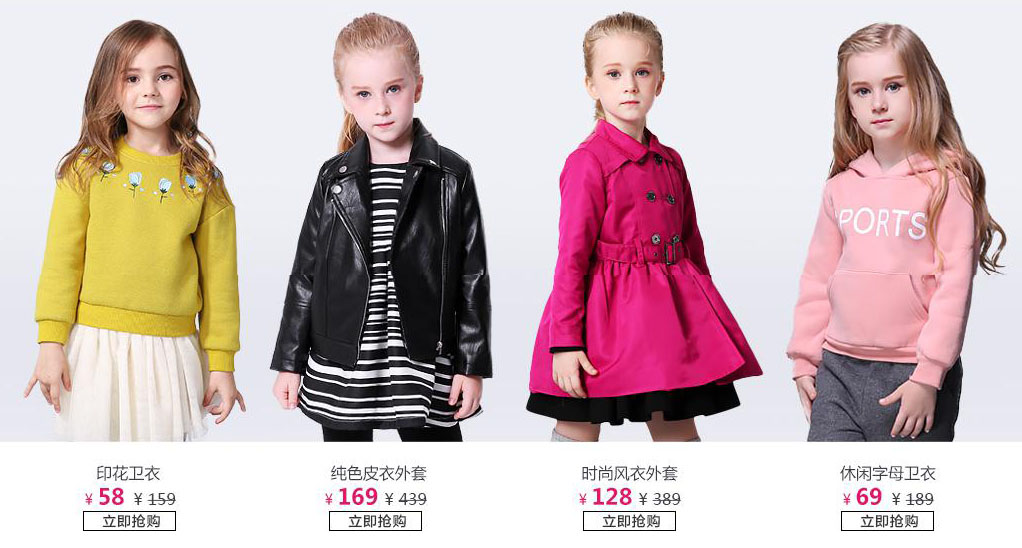 PORTS
印花卫衣
¥ 58 ¥ 159
立即抢购
纯色皮衣外套
¥ 169 ¥ 439
立即抢购
时尚风衣外套
¥ 128 ¥ 389
立即抢购
休闲字母卫衣
¥ 69 ¥ 189
立即抢购